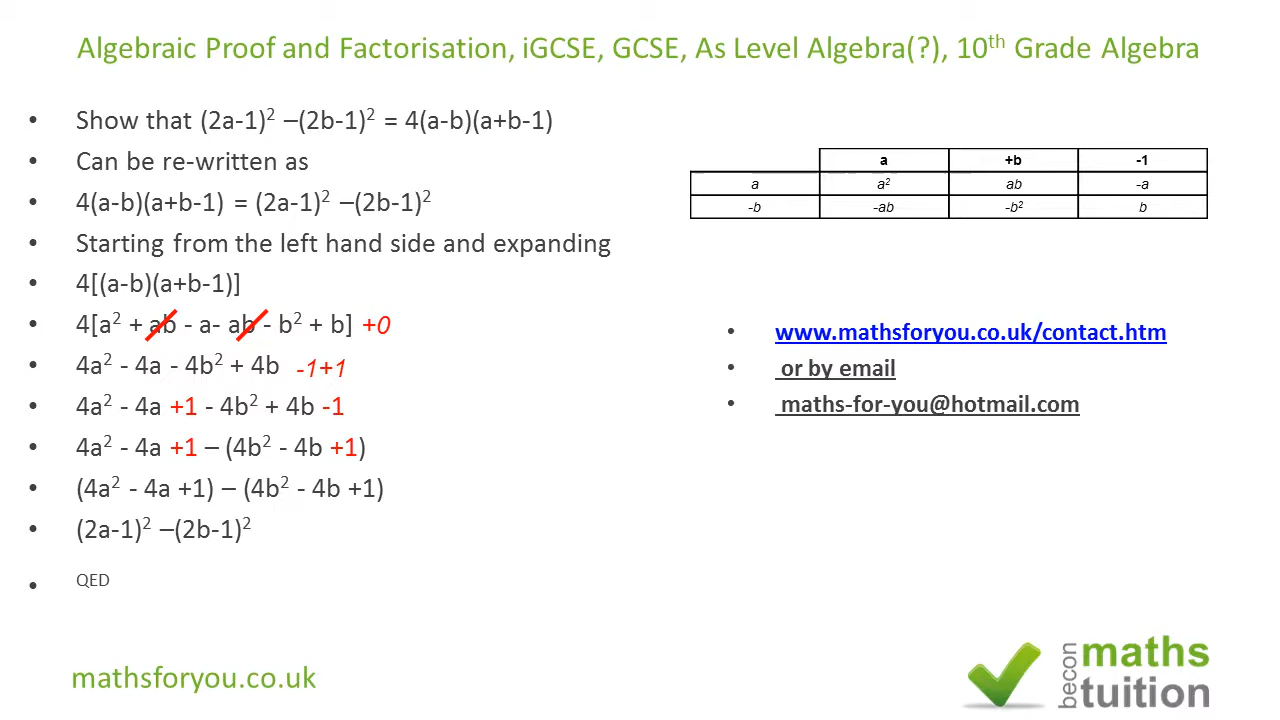 Algebraic Proof and Factorisation, iGCSE, GCSE, As Level Algebra(?), 10th Grade Algebra
• Show that (2a-1)² –(2b-1)² = 4(a-b)(a+b-1)
• Can be re-written as
• 4(a-b)(a+b-1) = (2a-1)² –(2b-1)²
• Starting from the left hand side and expanding
• 4[(a-b)(a+b-1)]
• 4[a² + ab - a- ab - b² + b] +0
• 4a² - 4a - 4b² + 4b -1+1
• 4a² - 4a +1 - 4b² + 4b -1
• 4a² - 4a +1 – (4b² - 4b +1)
• (4a² - 4a +1) – (4b² - 4b +1)
• (2a-1)² –(2b-1)²
• QED
a +b -1
a a² ab -a
-b -ab -b² b
• www.mathsforyou.co.uk/contact.htm
• or by email
• maths-for-you@hotmail.com
mathsforyou.co.uk
becon
maths
tuition